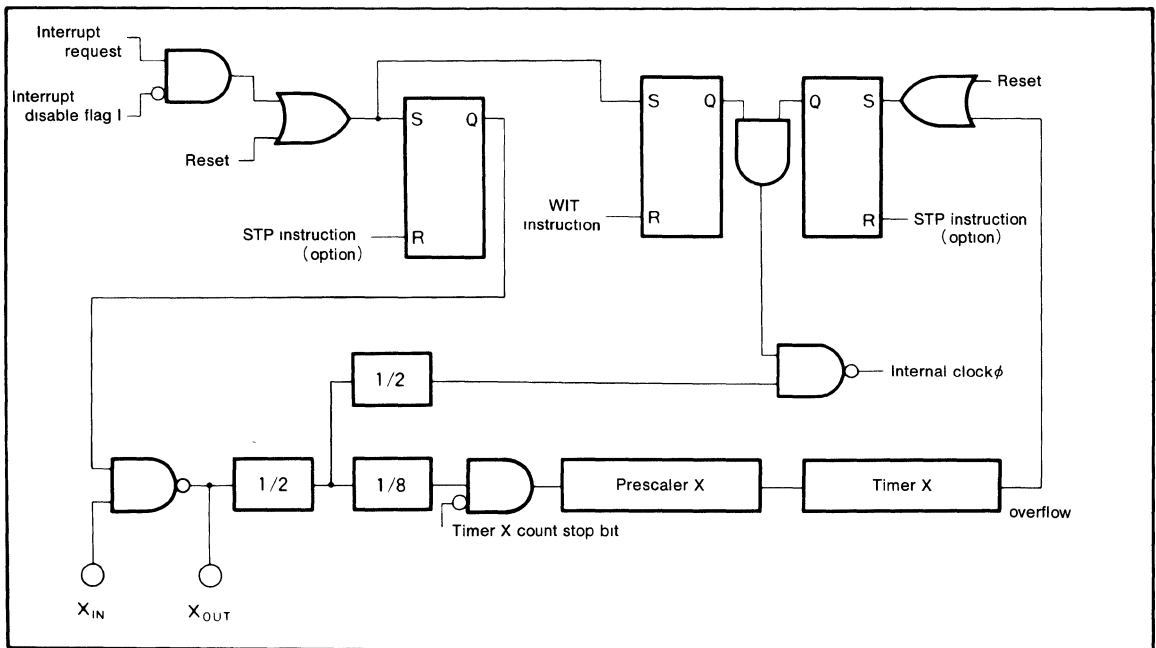 Interrupt
request
Interrupt
disable flag I
Reset
S Q
STP instruction
(option)
R
S Q
WIT
instruction
R
Q S
Reset
R
STP instruction
(option)
1/2
Internal clock ϕ
1/2
1/8
Prescaler X
Timer X
overflow
Timer X count stop bit
XIN
XOUT